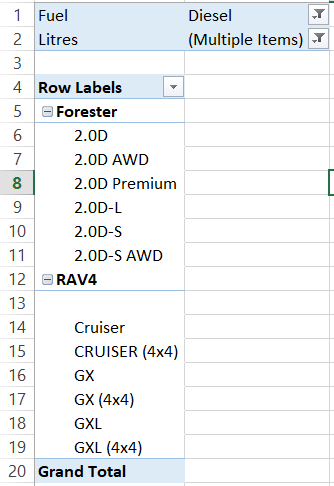 1 Fuel Diesel
2 Litres (Multiple Items)
3
4 Row Labels
5 Forester
6 2.0D
7 2.0D AWD
8 2.0D Premium
9 2.0D-L
10 2.0D-S
11 2.0D-S AWD
12 RAV4
13
14 Cruiser
15 CRUISER (4x4)
16 GX
17 GX (4x4)
18 GXL
19 GXL (4x4)
20 Grand Total